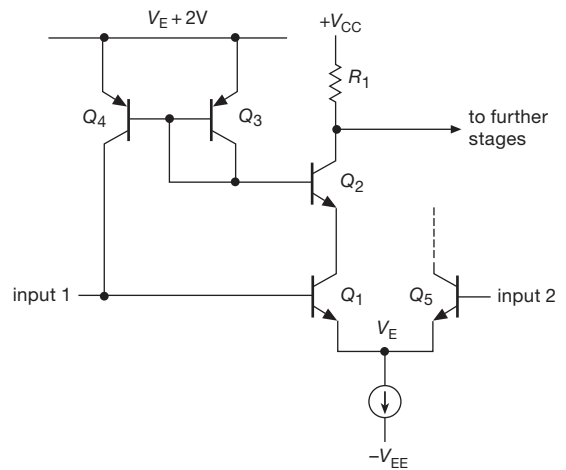 V_E + 2V
+V_CC
R_1
Q_4
Q_3
to further
stages
Q_2
input 1
Q_1
Q_5
input 2
V_E
–V_EE